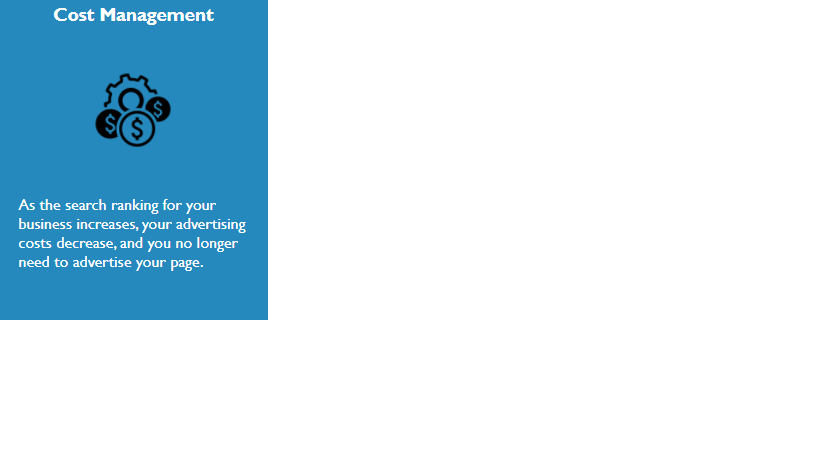 Cost Management
$ $ $
As the search ranking for your
business increases, your advertising
costs decrease, and you no longer
need to advertise your page.